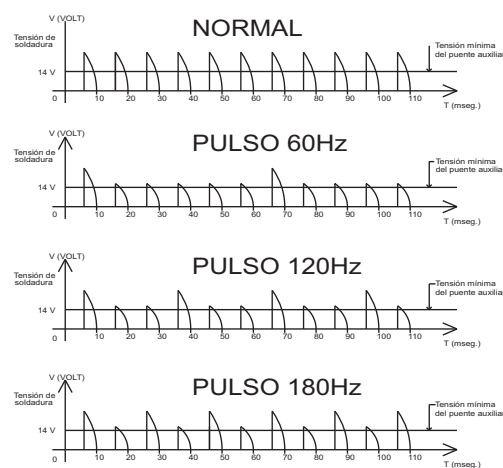 V (VOLT)
NORMAL
Tensión de
soldadura
Tensión mínima
del puente auxiliar
14 V
0
10 20 30 40 50 60 70 80 90 100 110
T (mseg.)
V (VOLT)
PULSO 60Hz
Tensión de
soldadura
Tensión mínima
del puente auxiliar
14 V
0
10 20 30 40 50 60 70 80 90 100 110
T (mseg.)
V (VOLT)
PULSO 120Hz
Tensión de
soldadura
Tensión mínima
del puente auxiliar
14 V
0
10 20 30 40 50 60 70 80 90 100 110
T (mseg.)
V (VOLT)
PULSO 180Hz
Tensión de
soldadura
Tensión mínima
del puente auxiliar
14 V
0
10 20 30 40 50 60 70 80 90 100 110
T (mseg.)